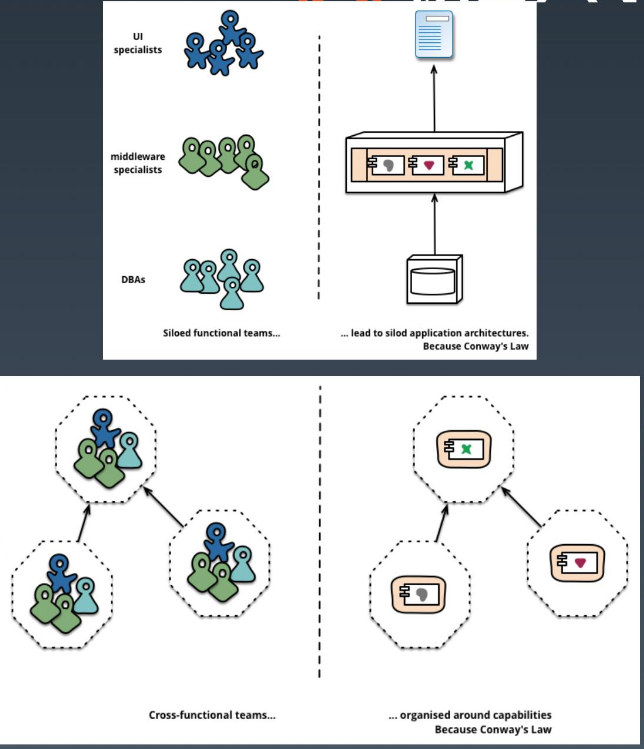 UI
specialists
middleware
specialists
DBAs
Siloed functional teams...
... lead to silod application architectures.
Because Conway's Law
Cross-functional teams...
... organised around capabilities
Because Conway's Law